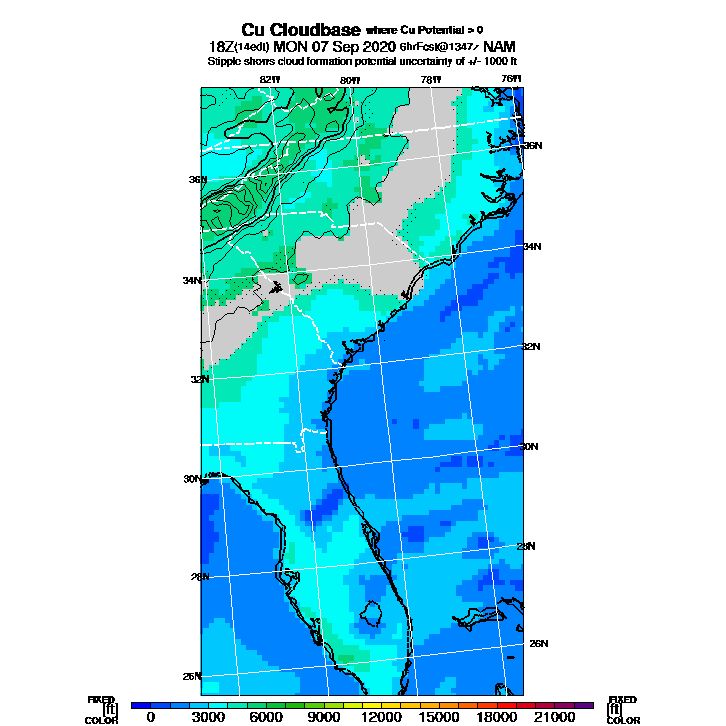 Cu Cloudbase where Cu Potential > 0
18Z (14edt) MON 07 Sep 2020 6hrFcst@1347z NAM
Stipple shows cloud formation potential uncertainty of +/- 1000 ft
82W 80W 78W 76W
36N 36N
34N 34N
32N 32N
30N 30N
28N 28N
26N 26N
FIXED FIXED
[ft] [ft]
COLOR COLOR
0 3000 6000 9000 12000 15000 18000 21000